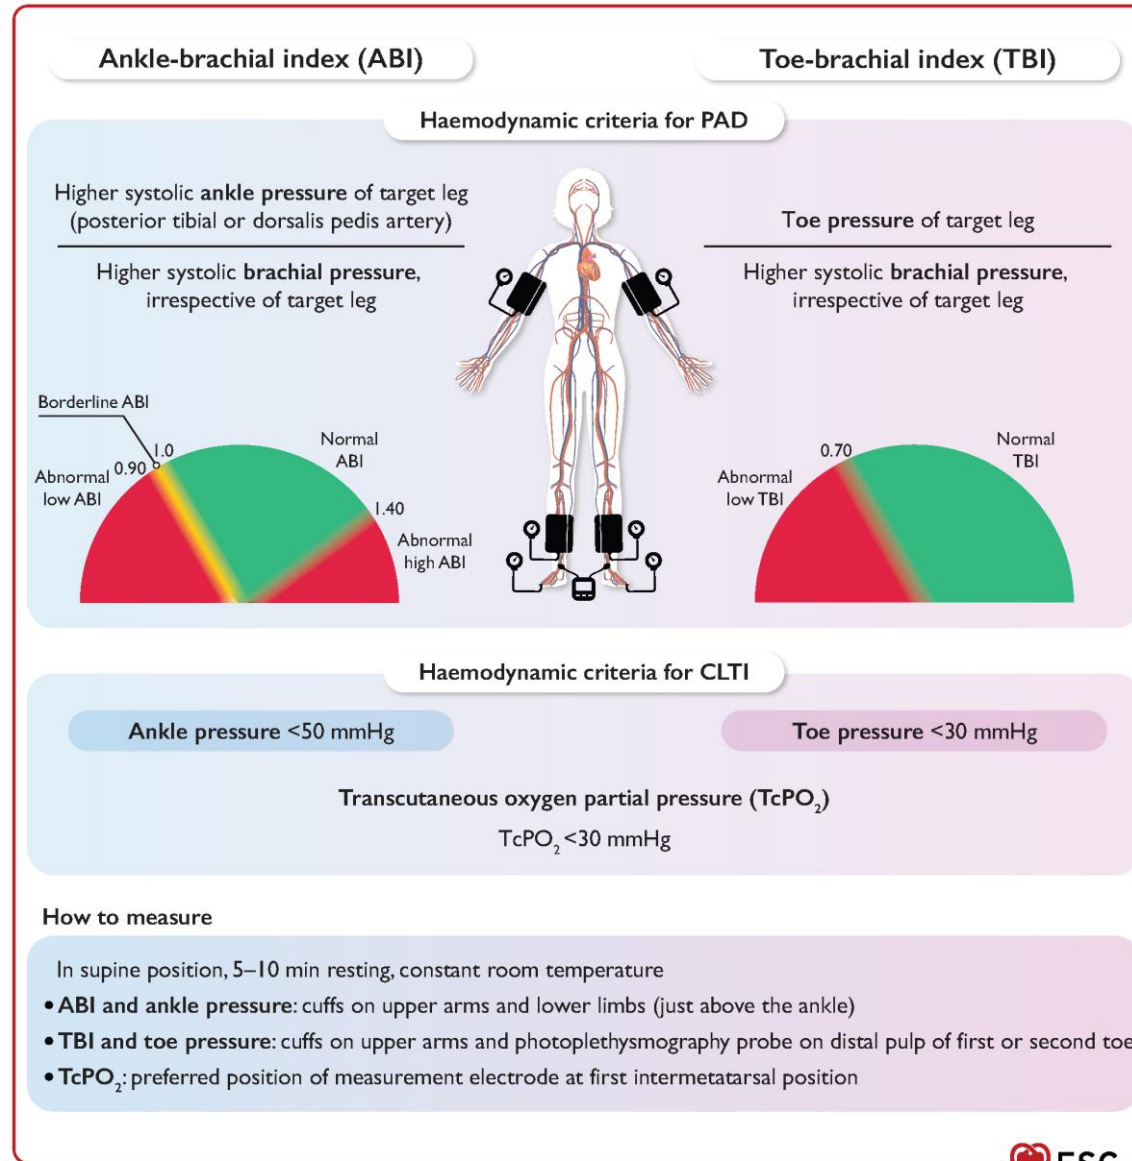 Ankle-brachial index (ABI)
Toe-brachial index (TBI)
Haemodynamic criteria for PAD
Higher systolic ankle pressure of target leg
(posterior tibial or dorsalis pedis artery)
Higher systolic brachial pressure,
irrespective of target leg
Toe pressure of target leg
Higher systolic brachial pressure,
irrespective of target leg
Borderline ABI
1.0
0.90
Abnormal
low ABI
Normal
ABI
1.40
Abnormal
high ABI
0.70
Abnormal
low TBI
Normal
TBI
Haemodynamic criteria for CLTI
Ankle pressure <50 mmHg
Toe pressure <30 mmHg
Transcutaneous oxygen partial pressure (TcPO₂)
TcPO₂ <30 mmHg
How to measure
In supine position, 5–10 min resting, constant room temperature
• ABI and ankle pressure: cuffs on upper arms and lower limbs (just above the ankle)
• TBI and toe pressure: cuffs on upper arms and photoplethysmography probe on distal pulp of first or second toe
• TcPO₂: preferred position of measurement electrode at first intermetatarsal position
ESC